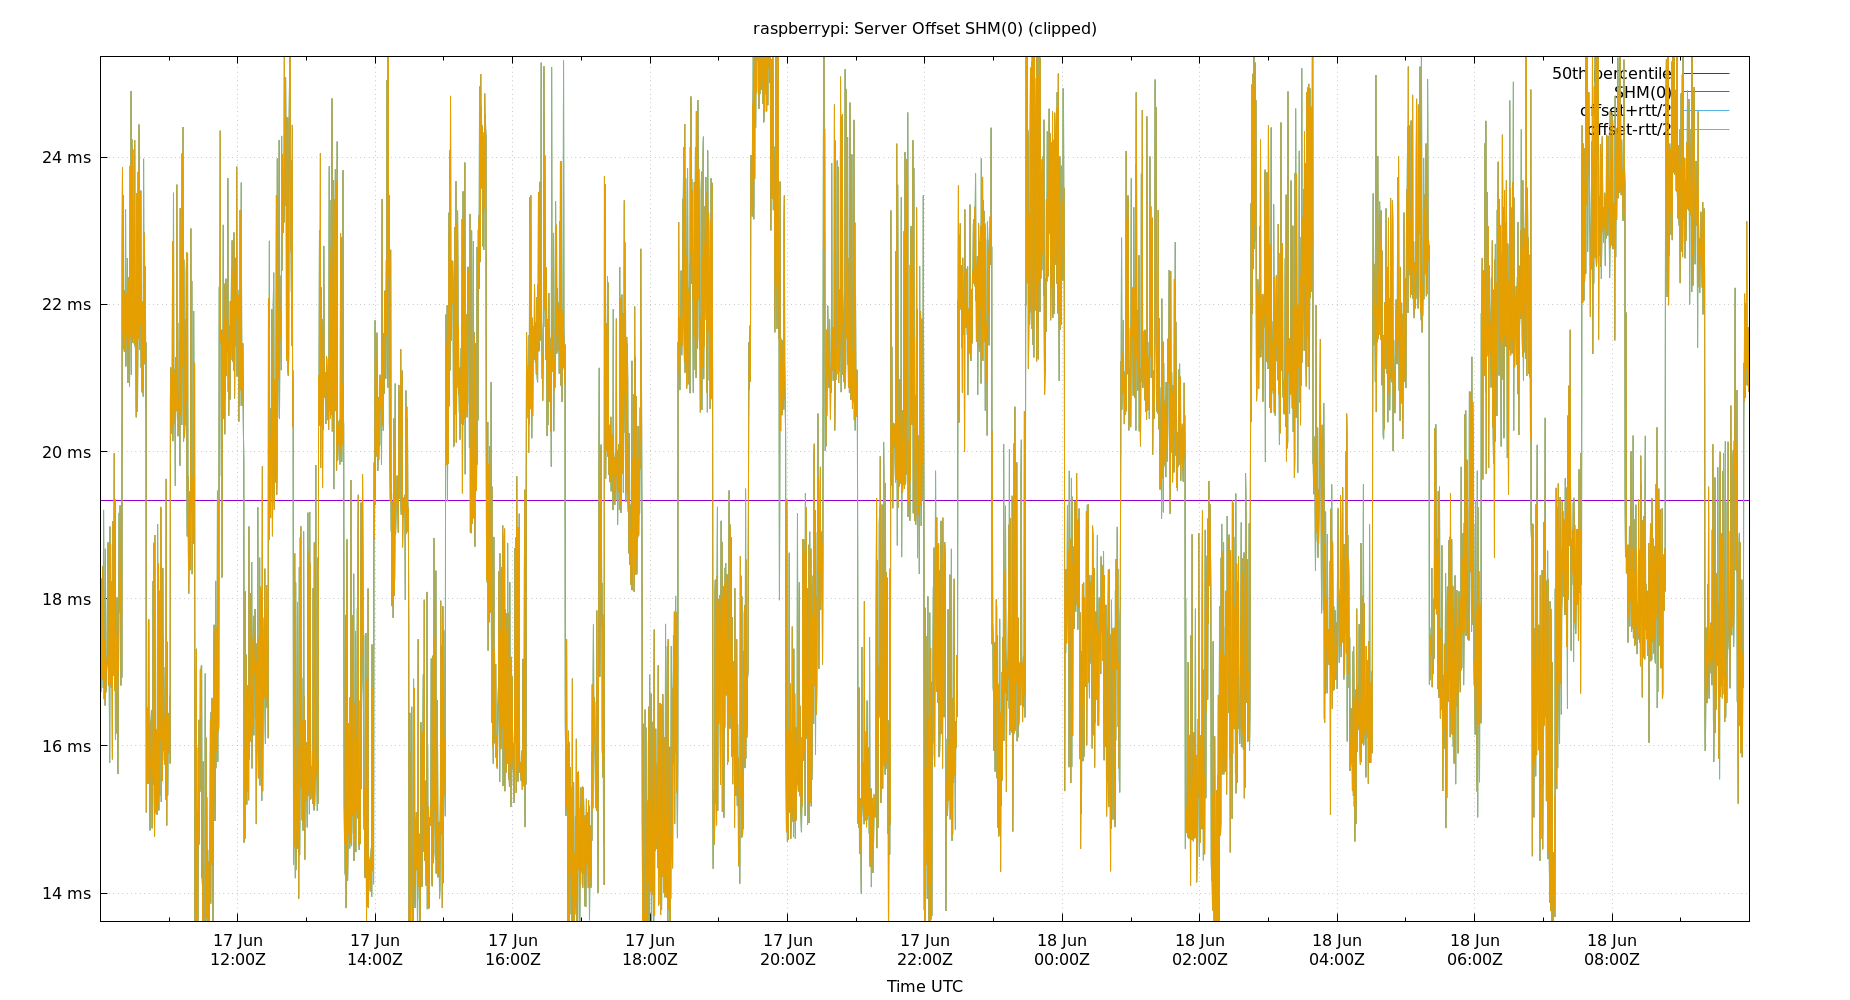 raspberrypi: Server Offset SHM(0) (clipped)
50th percentile
SHM(0)
offset+rtt/2
offset-rtt/2
24 ms
22 ms
20 ms
18 ms
16 ms
14 ms
17 Jun 17 Jun 17 Jun 17 Jun 17 Jun 17 Jun 18 Jun 18 Jun 18 Jun 18 Jun 18 Jun
12:00Z 14:00Z 16:00Z 18:00Z 20:00Z 22:00Z 00:00Z 02:00Z 04:00Z 06:00Z 08:00Z
Time UTC